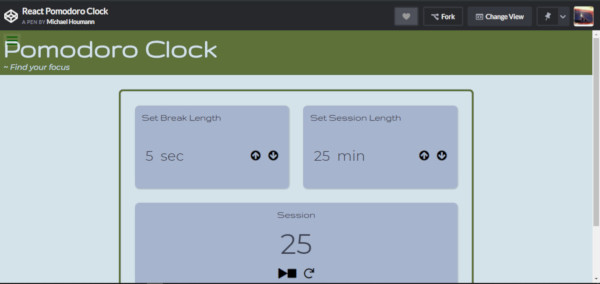 React Pomodoro Clock
A PEN BY Michael Houmann
Fork
Change View
Pomodoro Clock
~ Find your focus
Set Break Length
5 sec
Set Session Length
25 min
Session
25